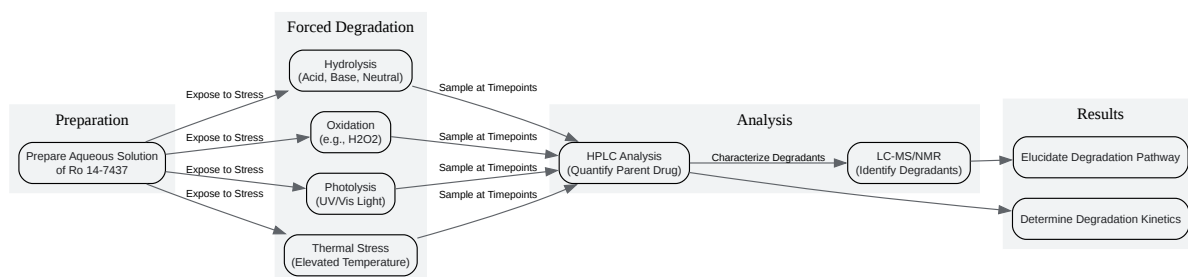 Preparation
Prepare Aqueous Solution
of Ro 14-7437
Expose to Stress
Expose to Stress
Expose to Stress
Expose to Stress
Forced Degradation
Hydrolysis
(Acid, Base, Neutral)
Oxidation
(e.g., H2O2)
Photolysis
(UV/Vis Light)
Thermal Stress
(Elevated Temperature)
Sample at Timepoints
Sample at Timepoints
Sample at Timepoints
Sample at Timepoints
Analysis
HPLC Analysis
(Quantify Parent Drug)
Characterize Degradants
LC-MS/NMR
(Identify Degradants)
Results
Elucidate Degradation Pathway
Determine Degradation Kinetics